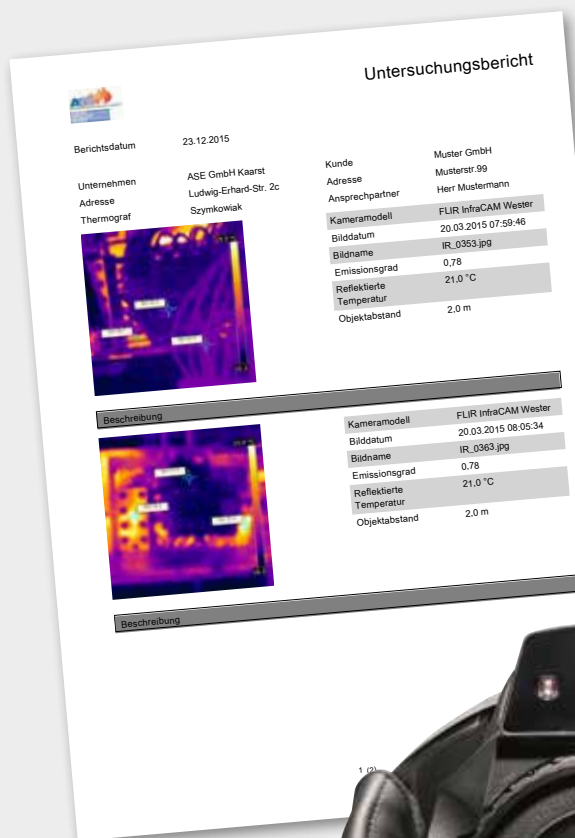 Untersuchungsbericht
Berichtsdatum 23.12.2015
Unternehmen ASE GmbH Kaarst
Adresse Ludwig-Erhard-Str. 2c
Thermograf Szymkowiak
Kunde Muster GmbH
Adresse Musterstr.99
Ansprechpartner Herr Mustermann
Kameramodell FLIR InfraCAM Wester
Bilddatum 20.03.2015 07:59:46
Bildname IR_0353.jpg
Emissionsgrad 0,78
Reflektierte
Temperatur 21,0 °C
Objektabstand 2,0 m
Beschreibung
Kameramodell FLIR InfraCAM Wester
Bilddatum 20.03.2015 08:05:34
Bildname IR_0363.jpg
Emissionsgrad 0.78
Reflektierte
Temperatur 21,0 °C
Objektabstand 2,0 m
Beschreibung
1 (2)